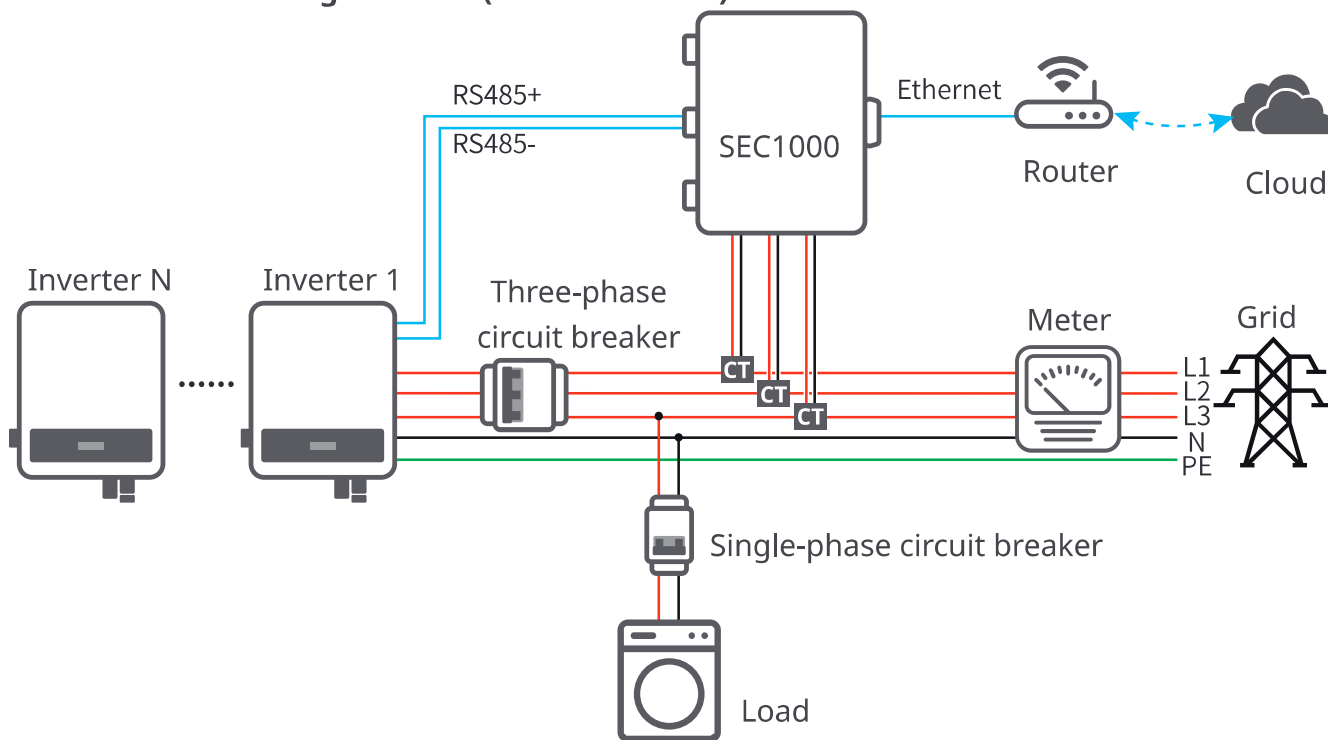 RS485+
RS485-
SEC1000
Ethernet
Router
Cloud
Inverter N
Inverter 1
Three-phase
circuit breaker
CT
CT
CT
Meter
Grid
L1
L2
L3
N
PE
Single-phase circuit breaker
Load